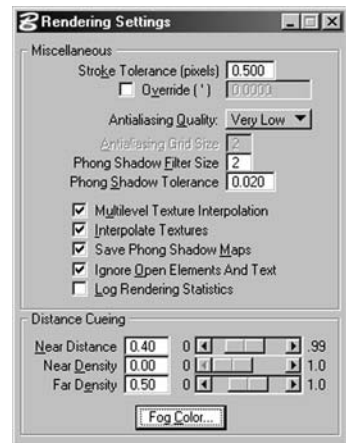 Rendering Settings
Miscellaneous
Stroke Tolerance (pixels) 0.500
Override ( ' ) 0.0000
Antialiasing Quality: Very Low
Antialiasing Grid Size 2
Phong Shadow Filter Size 2
Phong Shadow Tolerance 0.020
Multilevel Texture Interpolation
Interpolate Textures
Save Phong Shadow Maps
Ignore Open Elements And Text
Log Rendering Statistics
Distance Cueing
Near Distance 0.40 0 .99
Near Density 0.00 0 1.0
Far Density 0.50 0 1.0
Fog Color...